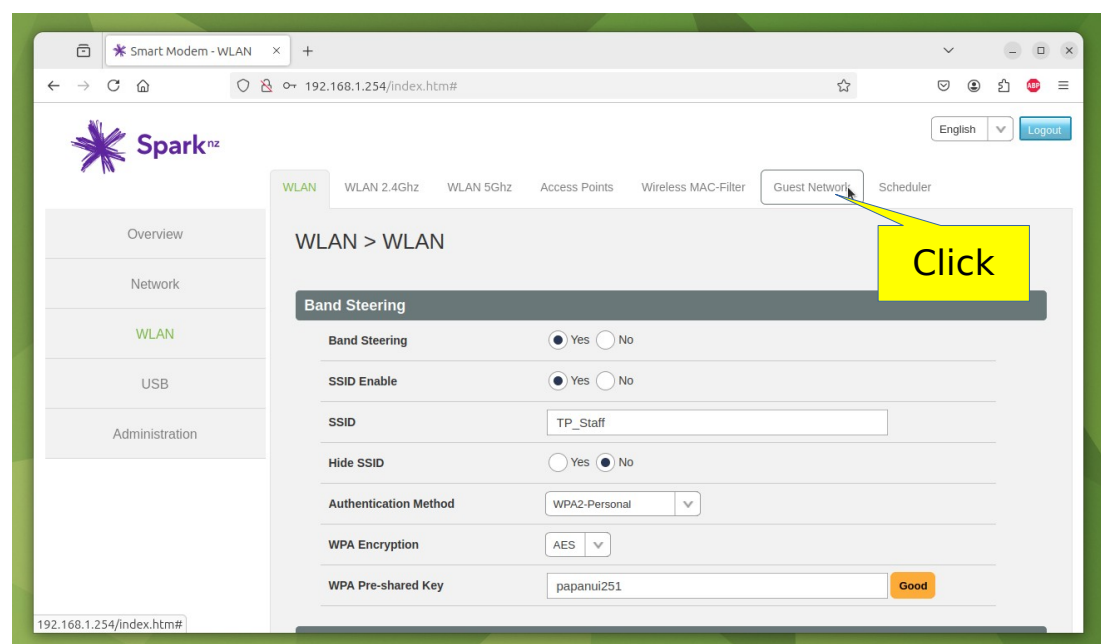 Smart Modem - WLAN
192.168.1.254/index.htm#
ABP
Spark nz
English
Logout
WLAN WLAN 2.4Ghz WLAN 5Ghz Access Points Wireless MAC-Filter Guest Network Scheduler
Overview
Network
WLAN
USB
Administration
WLAN > WLAN
Click
Band Steering
Band Steering Yes No
SSID Enable Yes No
SSID TP_Staff
Hide SSID Yes No
Authentication Method WPA2-Personal
WPA Encryption AES
WPA Pre-shared Key papanui251 Good
192.168.1.254/index.htm#